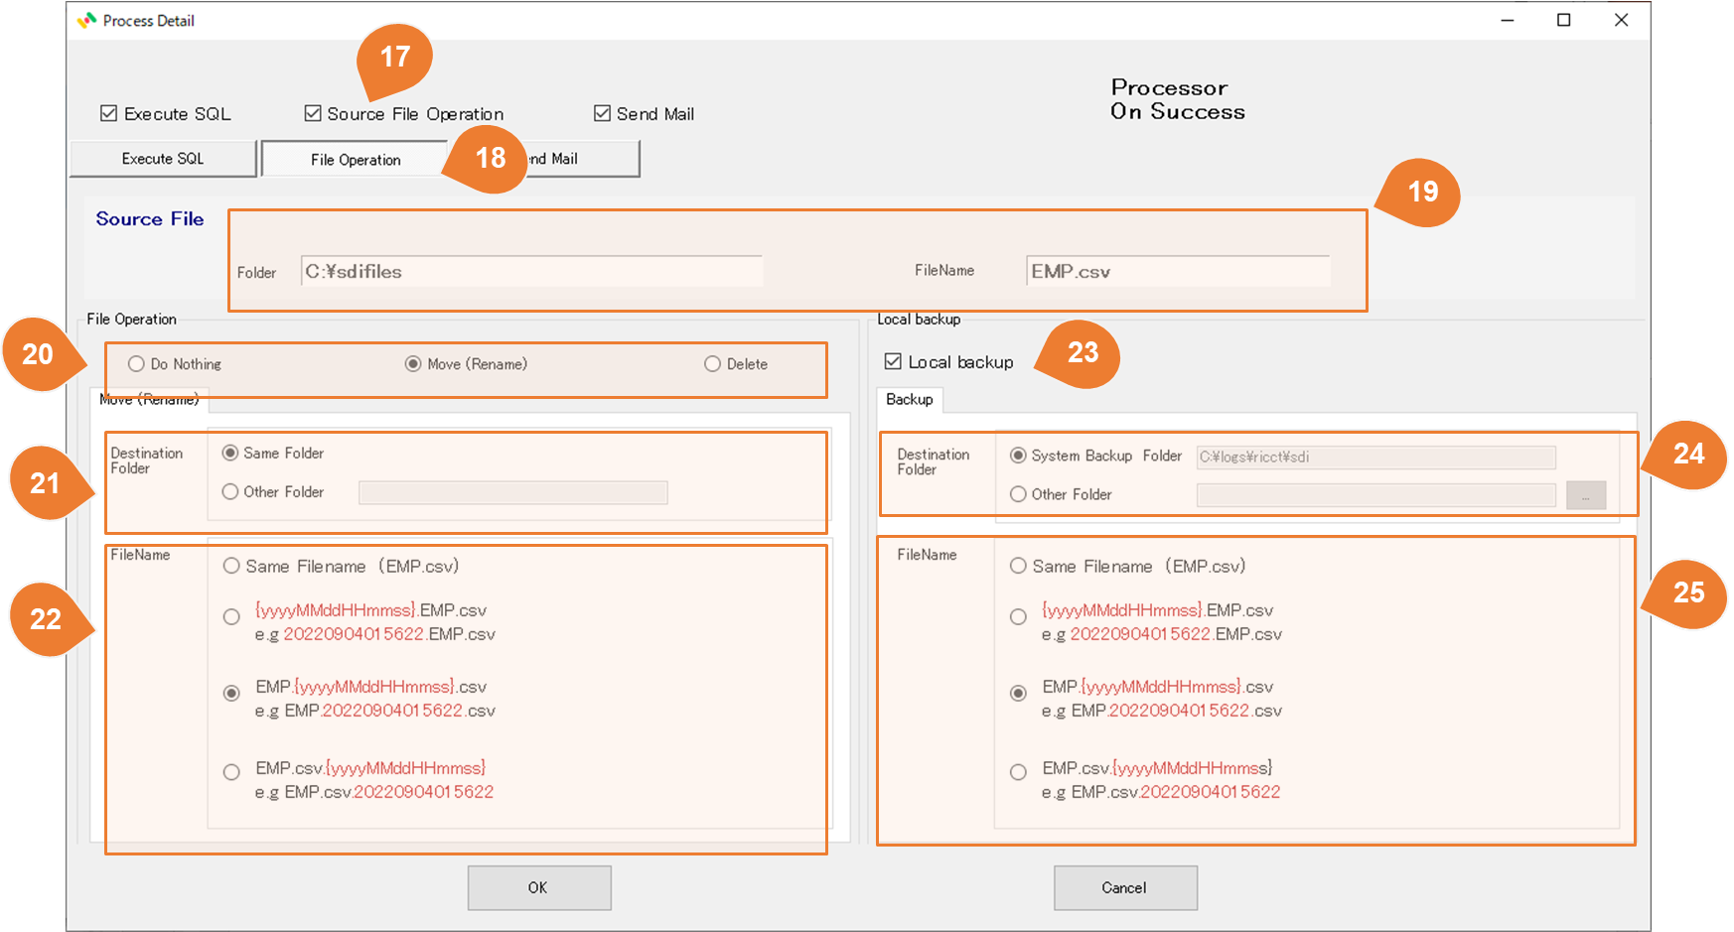 Process Detail
17
Execute SQL
Source File Operation
Send Mail
Processor
On Success
Execute SQL
File Operation
18
nd Mail
19
Source File
Folder
C:¥sdifiles
FileName
EMP.csv
File Operation
Local backup
20
Do Nothing
Move (Rename)
Delete
Local backup
23
Move (Rename)
Backup
21
Destination
Folder
Same Folder
Other Folder
Destination
Folder
System Backup Folder
C:¥logs¥ricct¥sdi
Other Folder
...
24
22
FileName
Same Filename (EMP.csv)
{yyyyMMddHHmmss}.EMP.csv
e.g 20220904015622.EMP.csv
EMP.{yyyyMMddHHmmss}.csv
e.g EMP.20220904015622.csv
EMP.csv.{yyyyMMddHHmmss}
e.g EMP.csv.20220904015622
FileName
Same Filename (EMP.csv)
{yyyyMMddHHmmss}.EMP.csv
e.g 20220904015622.EMP.csv
EMP.{yyyyMMddHHmmss}.csv
e.g EMP.20220904015622.csv
EMP.csv.{yyyyMMddHHmmss}
e.g EMP.csv.20220904015622
25
OK
Cancel